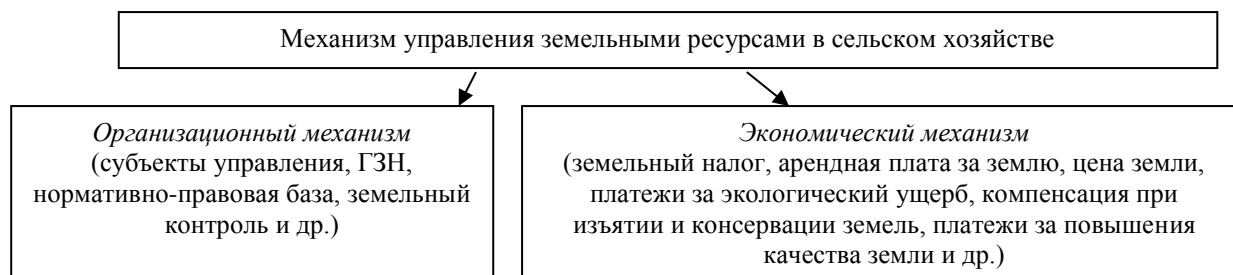 Механизм управления земельными ресурсами в сельском хозяйстве
Организационный механизм
(субъекты управления, ГЗН,
нормативно-правовая база, земельный
контроль и др.)
Экономический механизм
(земельный налог, арендная плата за землю, цена земли,
платежи за экологический ущерб, компенсация при
изъятии и консервации земель, платежи за повышения
качества земли и др.)